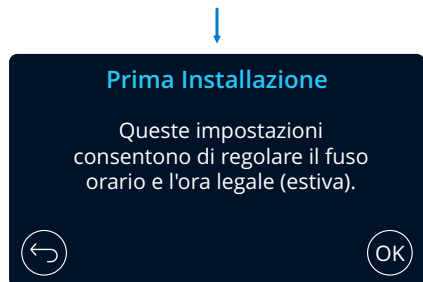 Prima Installazione
Queste impostazioni
consentono di regolare il fuso
orario e l'ora legale (estiva).
OK